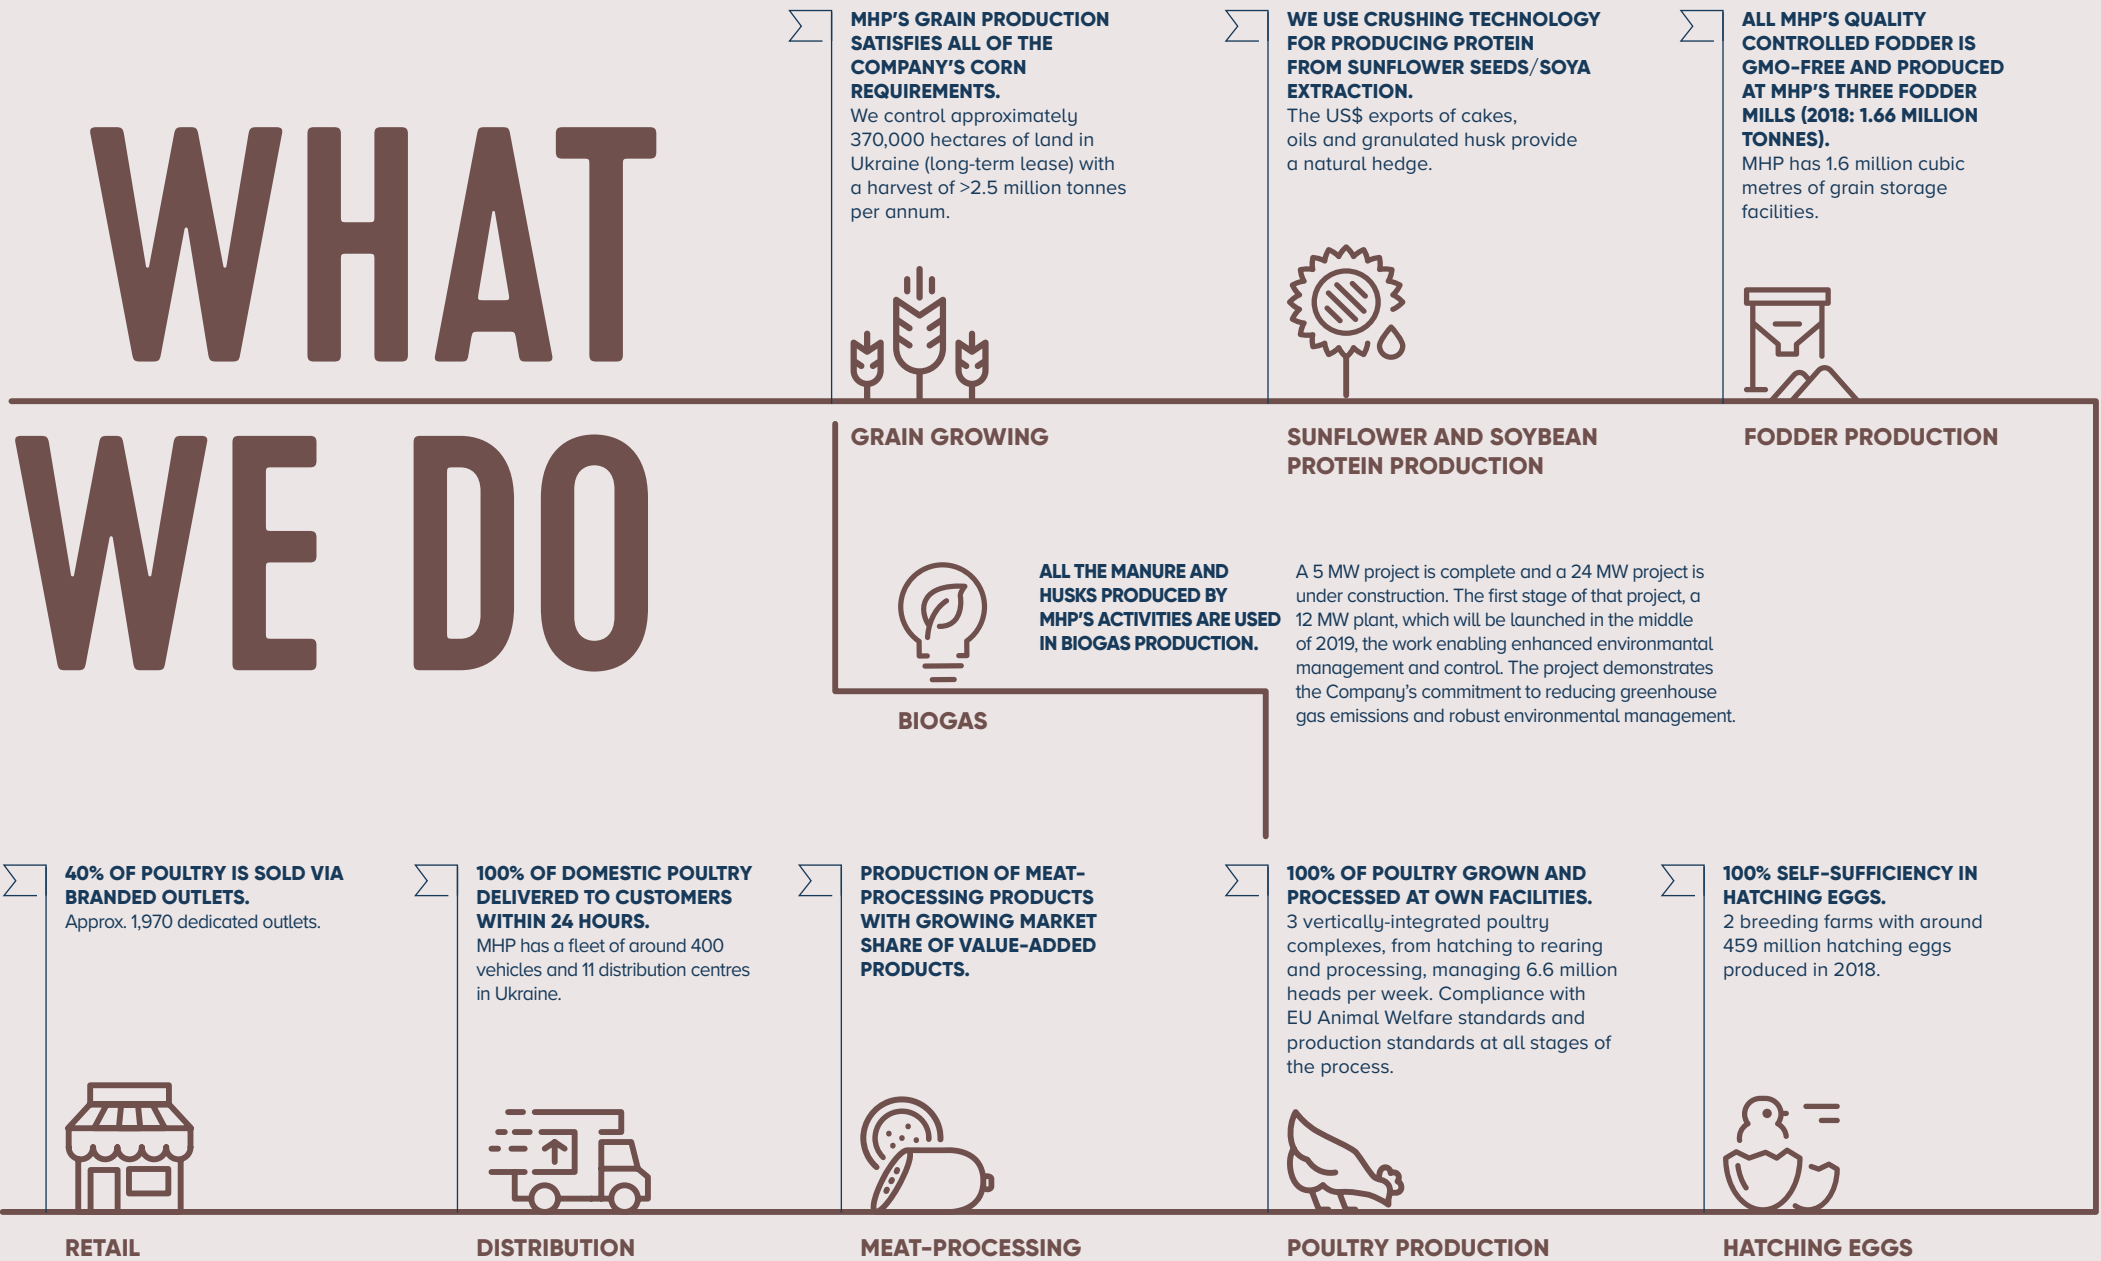 WHAT
WE DO
MHP'S GRAIN PRODUCTION
SATISFIES ALL OF THE
COMPANY'S CORN
REQUIREMENTS.
We control approximately
370,000 hectares of land in
Ukraine (long-term lease) with
a harvest of >2.5 million tonnes
per annum.
GRAIN GROWING
WE USE CRUSHING TECHNOLOGY
FOR PRODUCING PROTEIN
FROM SUNFLOWER SEEDS/SOYA
EXTRACTION.
The US$ exports of cakes,
oils and granulated husk provide
a natural hedge.
SUNFLOWER AND SOYBEAN
PROTEIN PRODUCTION
ALL MHP'S QUALITY
CONTROLLED FODDER IS
GMO-FREE AND PRODUCED
AT MHP'S THREE FODDER
MILLS (2018: 1.66 MILLION
TONNES).
MHP has 1.6 million cubic
metres of grain storage
facilities.
FODDER PRODUCTION
ALL THE MANURE AND
HUSKS PRODUCED BY
MHP'S ACTIVITIES ARE USED
IN BIOGAS PRODUCTION.
A 5 MW project is complete and a 24 MW project is
under construction. The first stage of that project, a
12 MW plant, which will be launched in the middle
of 2019, the work enabling enhanced environmantal
management and control. The project demonstrates
the Company's commitment to reducing greenhouse
gas emissions and robust environmental management.
BIOGAS
40% OF POULTRY IS SOLD VIA
BRANDED OUTLETS.
Approx. 1,970 dedicated outlets.
RETAIL
100% OF DOMESTIC POULTRY
DELIVERED TO CUSTOMERS
WITHIN 24 HOURS.
MHP has a fleet of around 400
vehicles and 11 distribution centres
in Ukraine.
DISTRIBUTION
PRODUCTION OF MEAT-
PROCESSING PRODUCTS
WITH GROWING MARKET
SHARE OF VALUE-ADDED
PRODUCTS.
MEAT-PROCESSING
100% OF POULTRY GROWN AND
PROCESSED AT OWN FACILITIES.
3 vertically-integrated poultry
complexes, from hatching to rearing
and processing, managing 6.6 million
heads per week. Compliance with
EU Animal Welfare standards and
production standards at all stages of
the process.
POULTRY PRODUCTION
100% SELF-SUFFICIENCY IN
HATCHING EGGS.
2 breeding farms with around
459 million hatching eggs
produced in 2018.
HATCHING EGGS